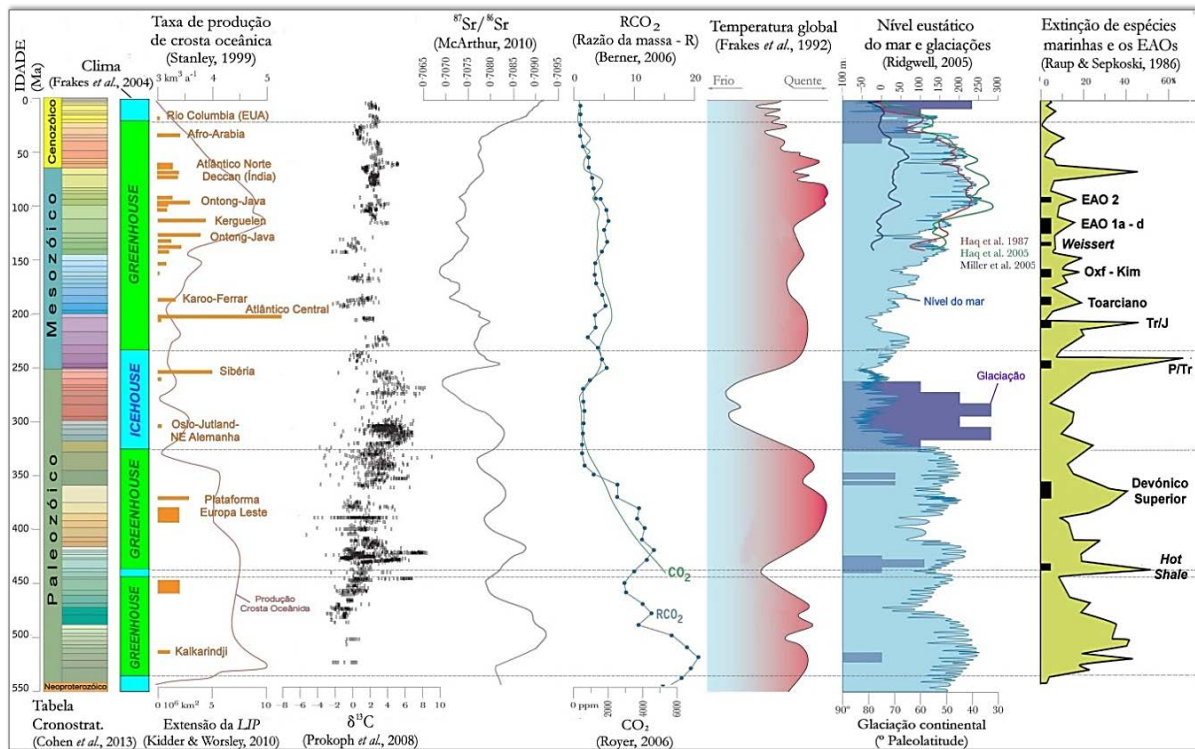 IDADE
(Ma)
Clima
(Frakes et al., 2004)
Taxa de produção
de crosta oceânica
(Stanley, 1999)
3 km³ a⁻¹ 4 5
⁸⁷Sr/⁸⁶Sr
(McArthur, 2010)
0·7065
0·7070
0·7075
0·7080
0·7085
0·7090
0·7095
RCO₂
(Razão da massa - R)
(Berner, 2006)
0 5 10 15 20
Temperatura global
(Frakes et al., 1992)
Frio
Quente
Nível eustático
do mar e glaciações
(Ridgwell, 2005)
100 m 50 0 50 100 150 200 250 300
Extinção de espécies
marinhas e os EAOs
(Raup & Sepkoski, 1986)
0 20 40 60%
0
50
100
150
200
250
300
350
400
450
500
550
Cenozóico
Mesozóico
Paleozóico
Neoproterozóico
GREENHOUSE
ICEHOUSE
GREENHOUSE
GREENHOUSE
Rio Columbia (EUA)
Afro-Arabia
Atlântico Norte
Deccan (Índia)
Ontong-Java
Kerguelen
Ontong-Java
Karoo-Ferrar
Atlântico Central
Sibéria
Oslo-Jutland-
NE Alemanha
Plataforma
Europa Leste
Produção
Crosta Oceânica
Kalkarindji
CO₂
RCO₂
Haq et al. 1987
Haq et al. 2005
Miller et al. 2005
Nível do mar
Glaciação
EAO 2
EAO 1a - d
Weissert
Oxf - Kim
Toarciano
Tr/J
P/Tr
Devónico
Superior
Hot
Shale
Tabela
Cronostrat.
(Cohen et al., 2013)
0 10⁶ km² 5
Extensão da LIP
(Kidder & Worsley, 2010)
-8 -6 -4 -2 0 2 4 6 8 10
δ¹³C
(Prokoph et al., 2008)
0 ppm 2000 4000 6000
CO₂
(Royer, 2006)
90° 80 70 60 50 40 30
Glaciação continental
(º Paleolatitude)